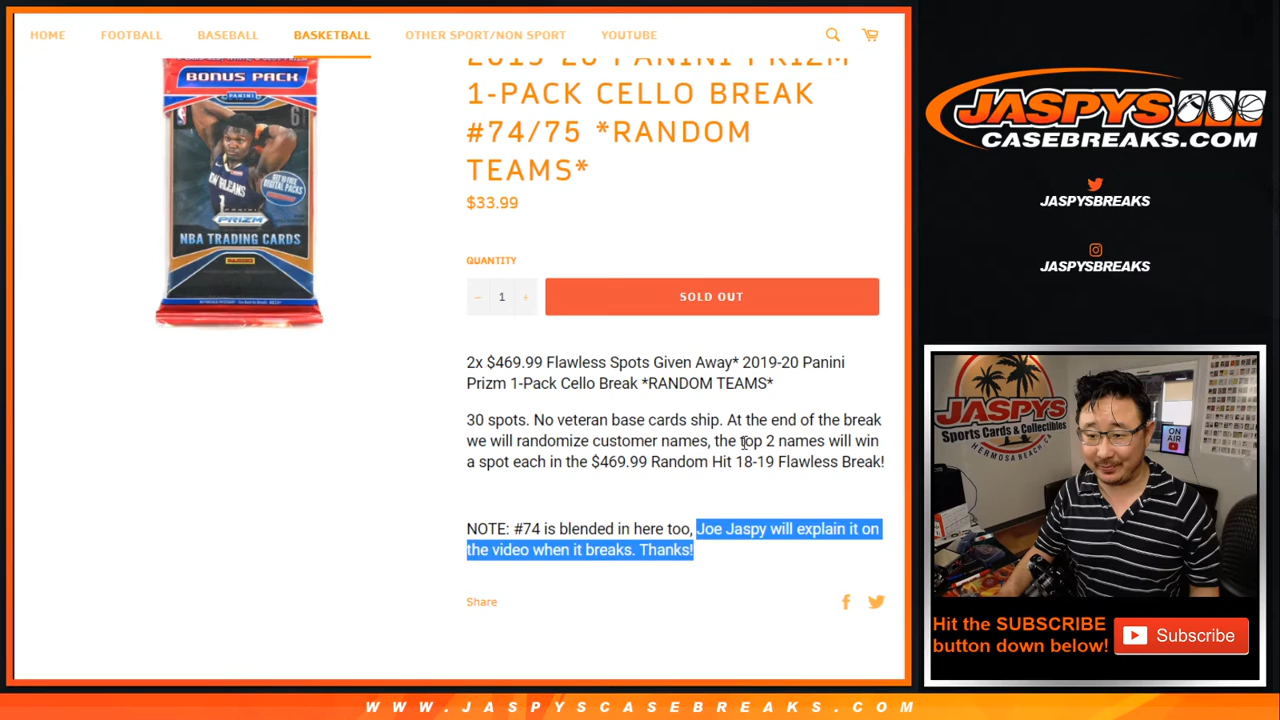 HOME FOOTBALL BASEBALL BASKETBALL OTHER SPORT/NON SPORT YOUTUBE
2019-20 PANINI PRIZM
1-PACK CELLO BREAK
#74/75 *RANDOM
TEAMS*
$33.99
QUANTITY
− 1 +
SOLD OUT
2x $469.99 Flawless Spots Given Away* 2019-20 Panini
Prizm 1-Pack Cello Break *RANDOM TEAMS*
30 spots. No veteran base cards ship. At the end of the break
we will randomize customer names, the top 2 names will win
a spot each in the $469.99 Random Hit 18-19 Flawless Break!
NOTE: #74 is blended in here too, Joe Jaspy will explain it on
the video when it breaks. Thanks!
Share
BONUS PACK
PANINI
NEW ORLEANS
PRIZM
NBA TRADING CARDS
JASPYS
CASEBREAKS.COM
JASPYSBREAKS
JASPYSBREAKS
JASPYS
Sports Cards & Collectibles
HERMOSA BEACH, CA
ON
AIR
Hit the SUBSCRIBE
button down below!
Subscribe
WWW.JASPYSCASEBREAKS.COM